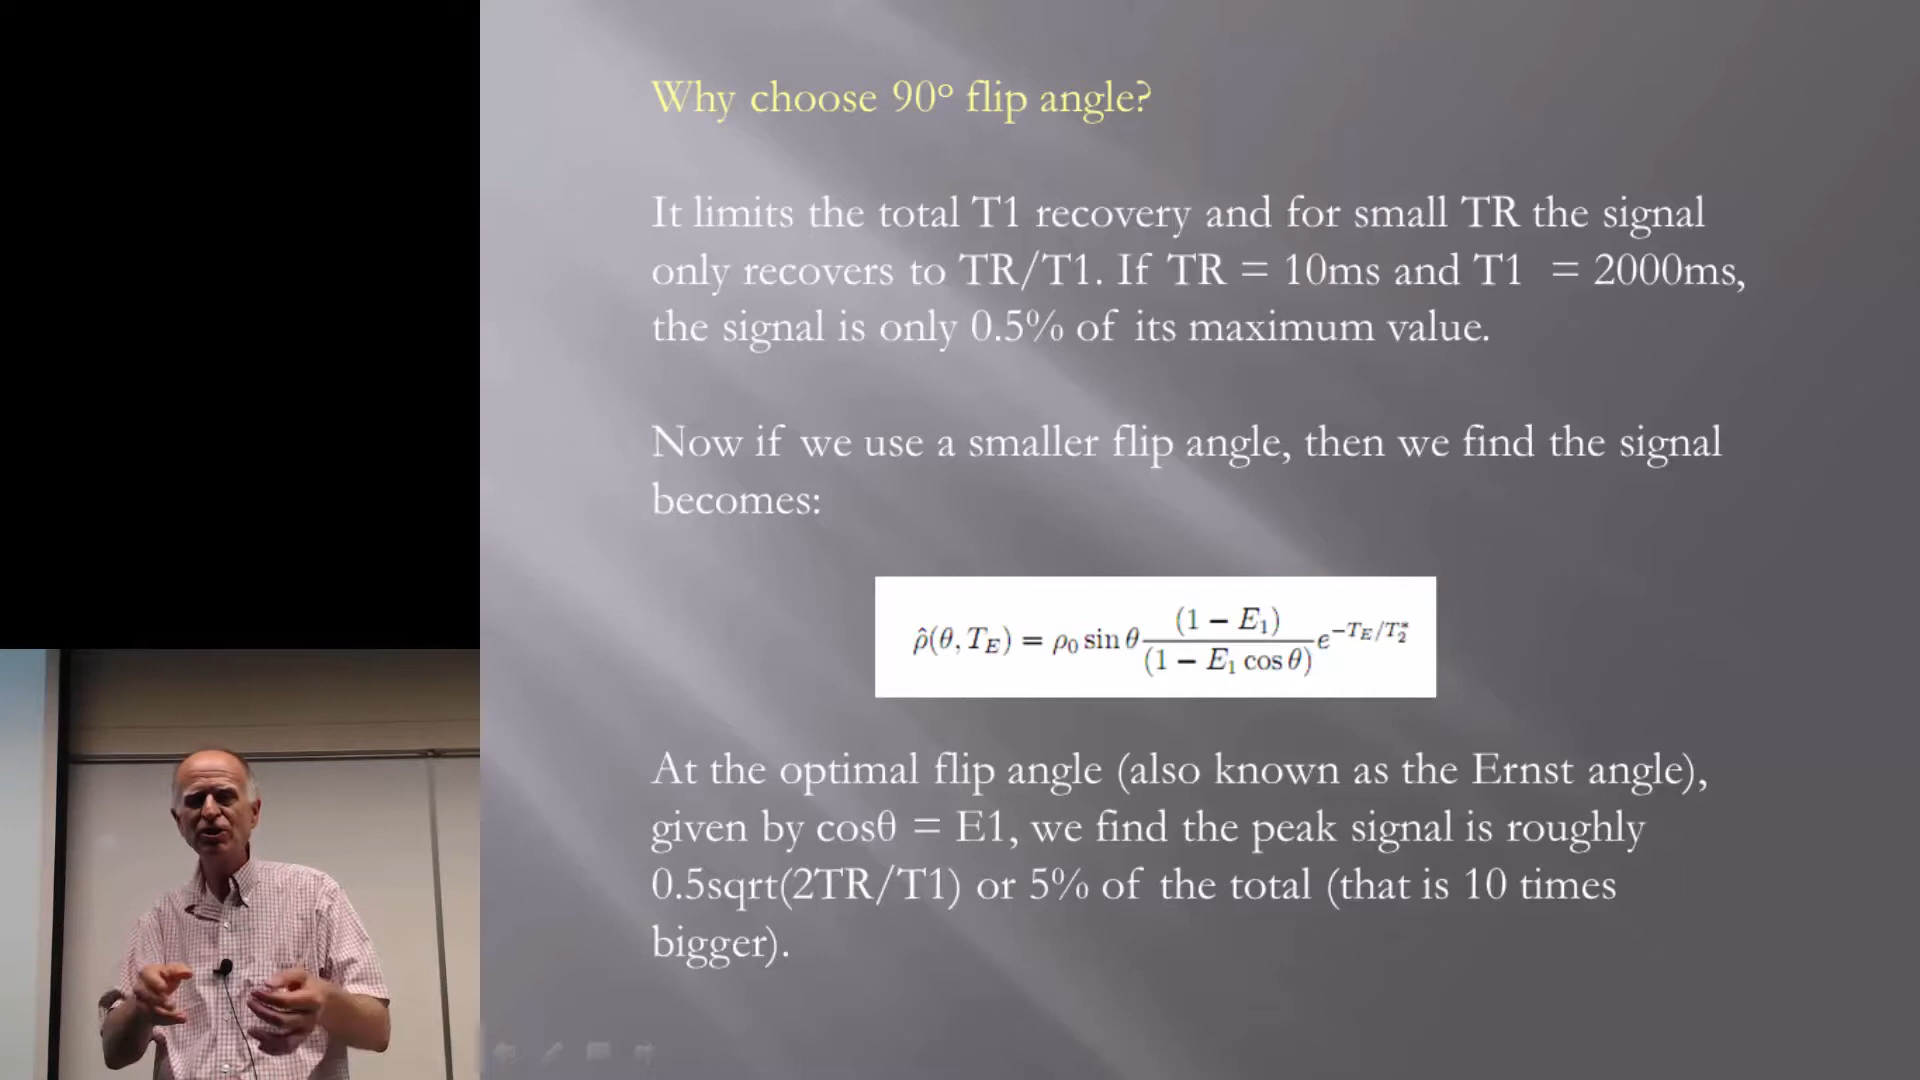 Why choose 90° flip angle?
It limits the total T1 recovery and for small TR the signal
only recovers to TR/T1. If TR = 10ms and T1 = 2000ms,
the signal is only 0.5% of its maximum value.
Now if we use a smaller flip angle, then we find the signal
becomes:
ρ̂(θ, T_E) = ρ₀ sin θ (1 − E₁)/(1 − E₁ cos θ) e^{−T_E/T₂*}
At the optimal flip angle (also known as the Ernst angle),
given by cosθ = E1, we find the peak signal is roughly
0.5sqrt(2TR/T1) or 5% of the total (that is 10 times
bigger).